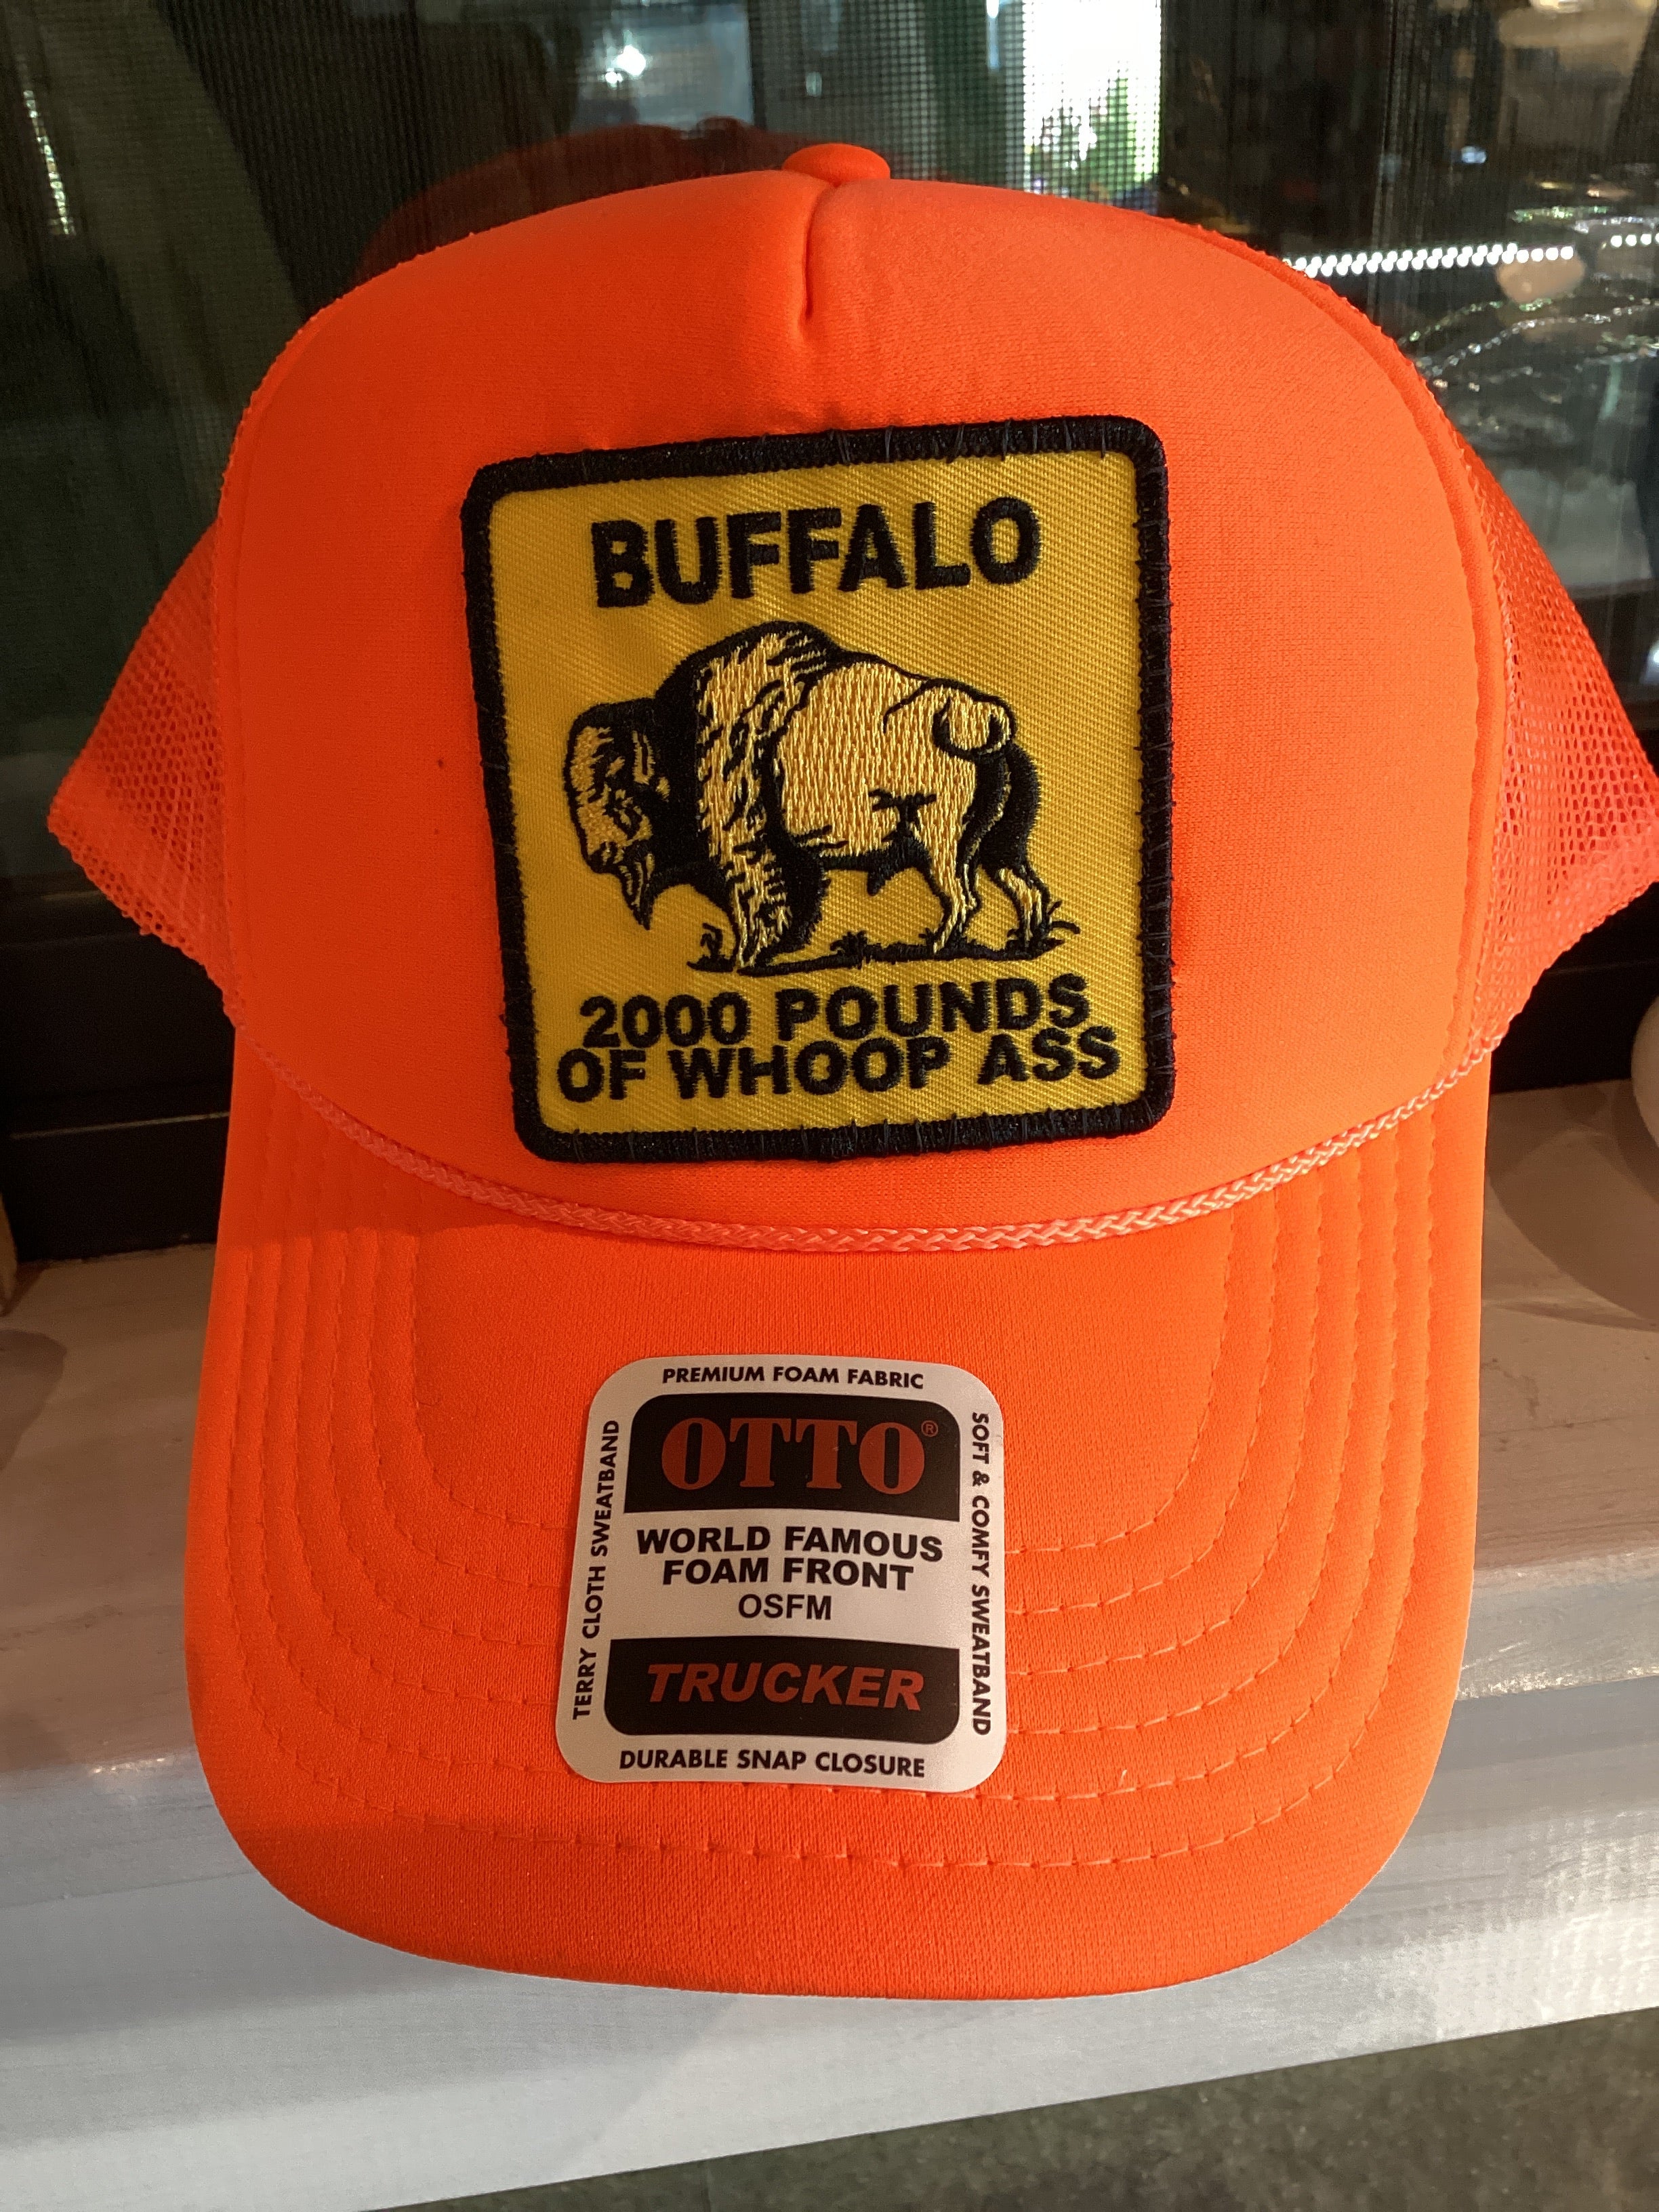 BUFFALO
2000 POUNDS
OF WHOOP ASS
PREMIUM FOAM FABRIC
TERRY CLOTH SWEATBAND
OTTO®
WORLD FAMOUS
FOAM FRONT
OSFM
TRUCKER
SOFT & COMFY SWEATBAND
DURABLE SNAP CLOSURE